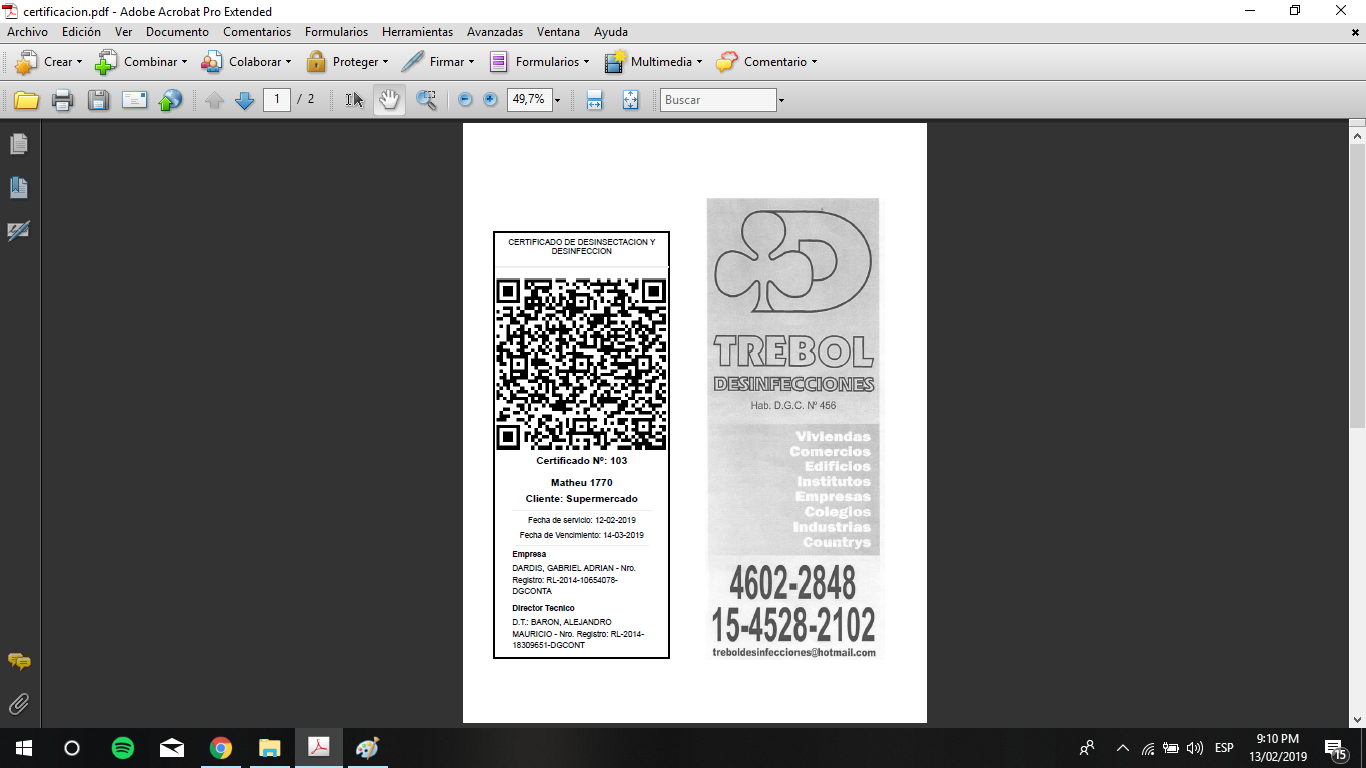 certificacion.pdf - Adobe Acrobat Pro Extended
Archivo Edición Ver Documento Comentarios Formularios Herramientas Avanzadas Ventana Ayuda
Crear Combinar Colaborar Proteger Firmar Formularios Multimedia Comentario
1 / 2 49,7% Buscar
CERTIFICADO DE DESINSECTACION Y
DESINFECCION
Certificado Nº: 103
Matheu 1770
Cliente: Supermercado
Fecha de servicio: 12-02-2019
Fecha de Vencimiento: 14-03-2019
Empresa
DARDIS, GABRIEL ADRIAN - Nro.
Registro: RL-2014-10654078-
DGCONTA
Director Tecnico
D.T.: BARON, ALEJANDRO
MAURICIO - Nro. Registro: RL-2014-
18309651-DGCONT
TREBOL
DESINFECCIONES
Hab. D.G.C. Nº 456
Viviendas
Comercios
Edificios
Institutos
Empresas
Colegios
Industrias
Countrys
4602-2848
15-4528-2102
treboldesinfecciones@hotmail.com
ESP
9:10 PM
13/02/2019
15